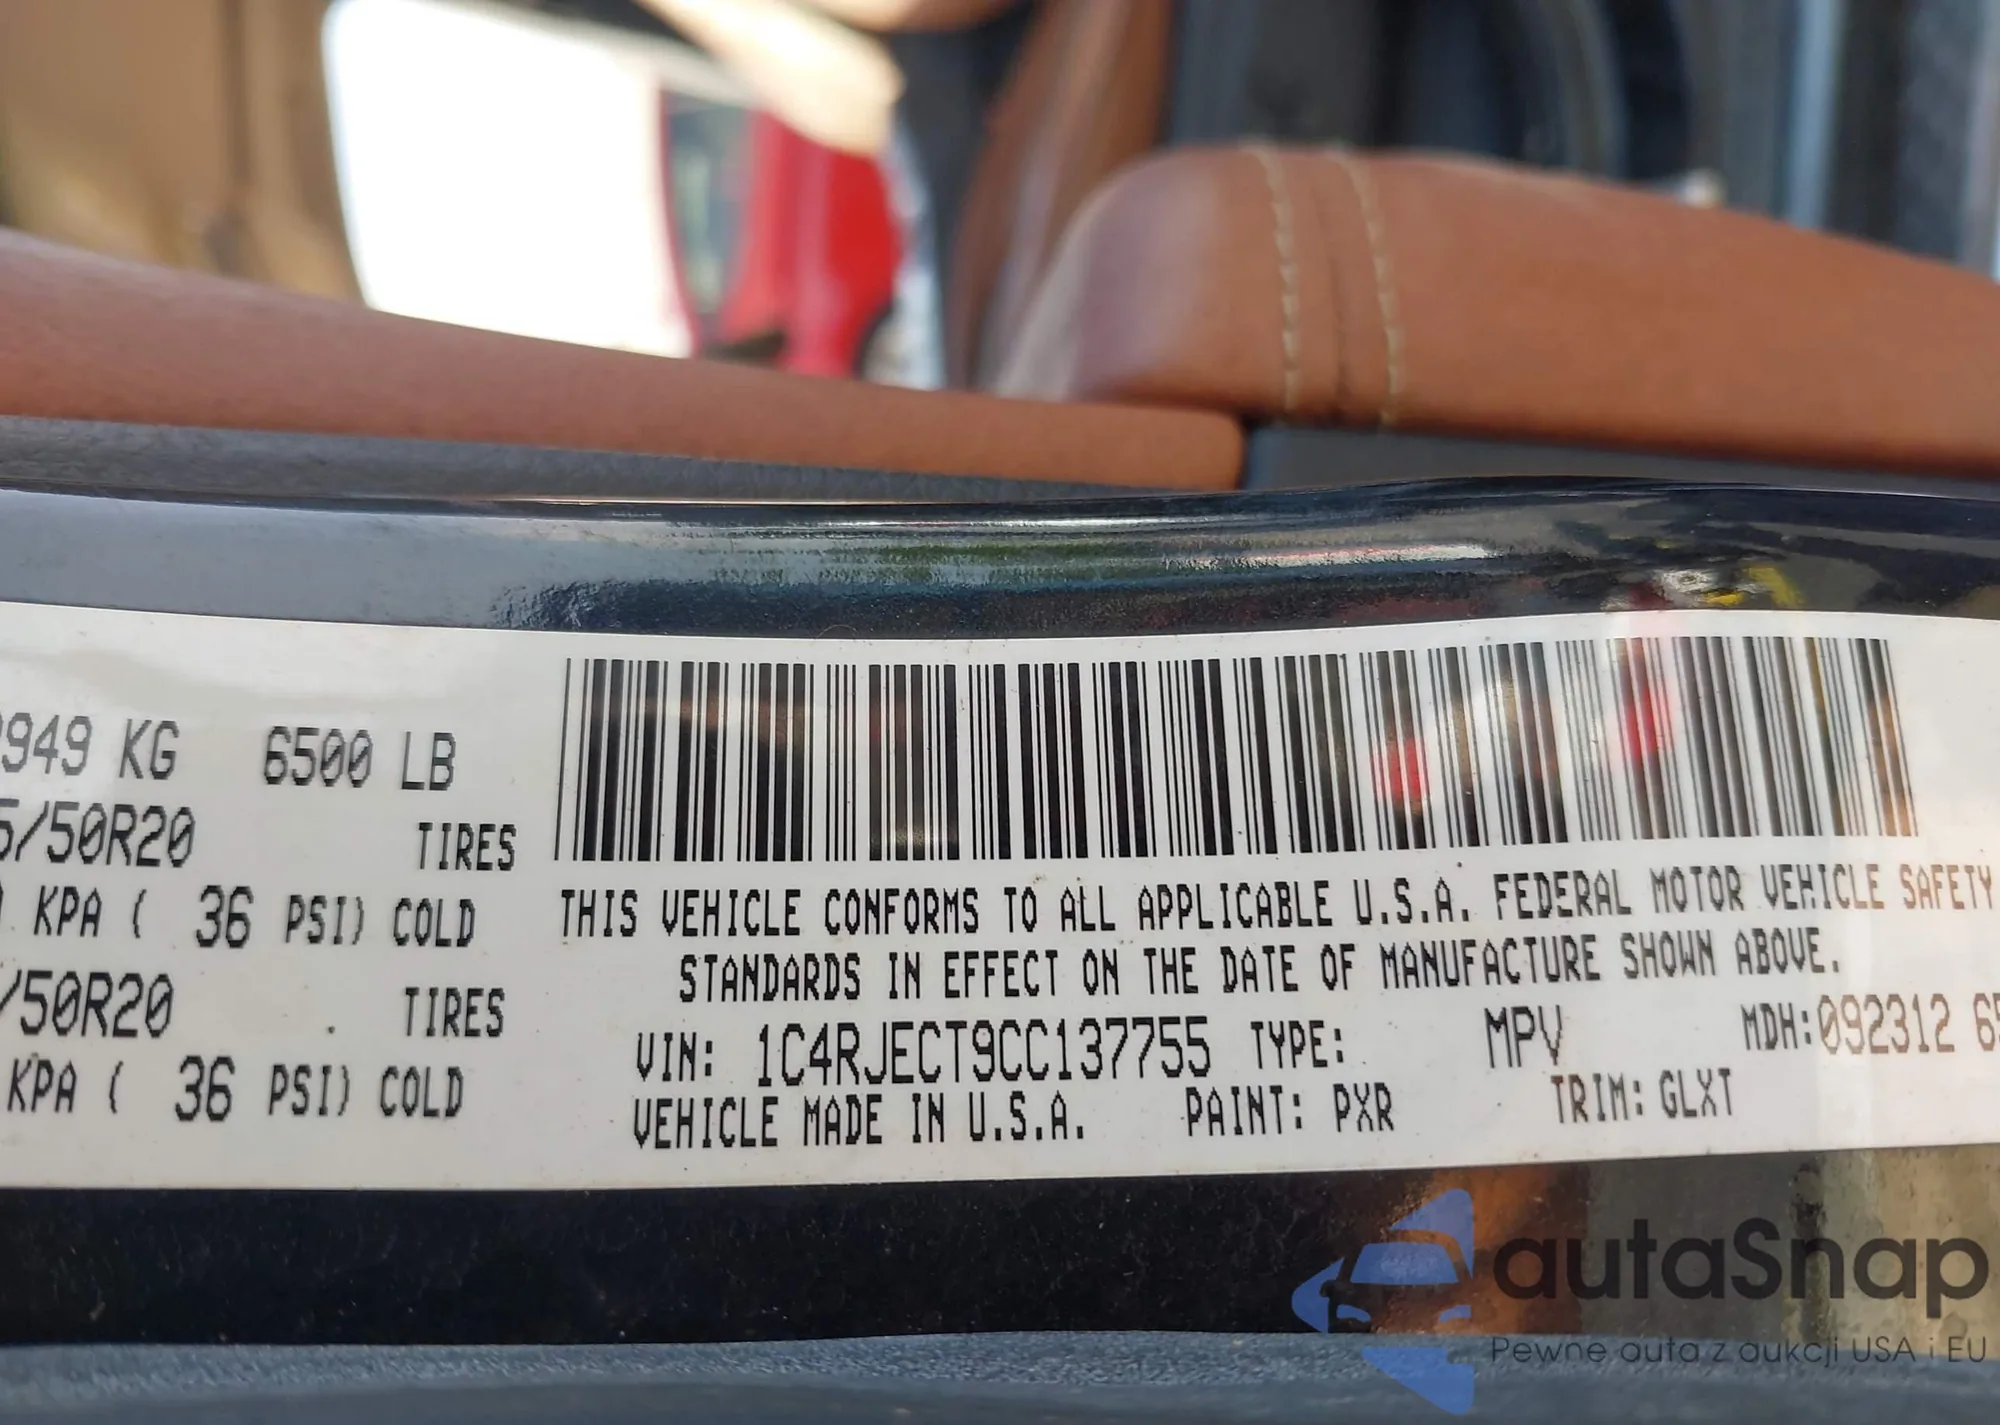 949 KG 6500 LB
5/50R20 TIRES
KPA ( 36 PSI) COLD
/50R20 TIRES
KPA ( 36 PSI) COLD
THIS VEHICLE CONFORMS TO ALL APPLICABLE U.S.A. FEDERAL MOTOR VEHICLE SAFETY
STANDARDS IN EFFECT ON THE DATE OF MANUFACTURE SHOWN ABOVE.
VIN: 1C4RJECT9CC137755 TYPE: MPV MDH:092312 6
VEHICLE MADE IN U.S.A. PAINT: PXR TRIM: GLXT
autaSnap
Pewne auta z aukcji USA i EU